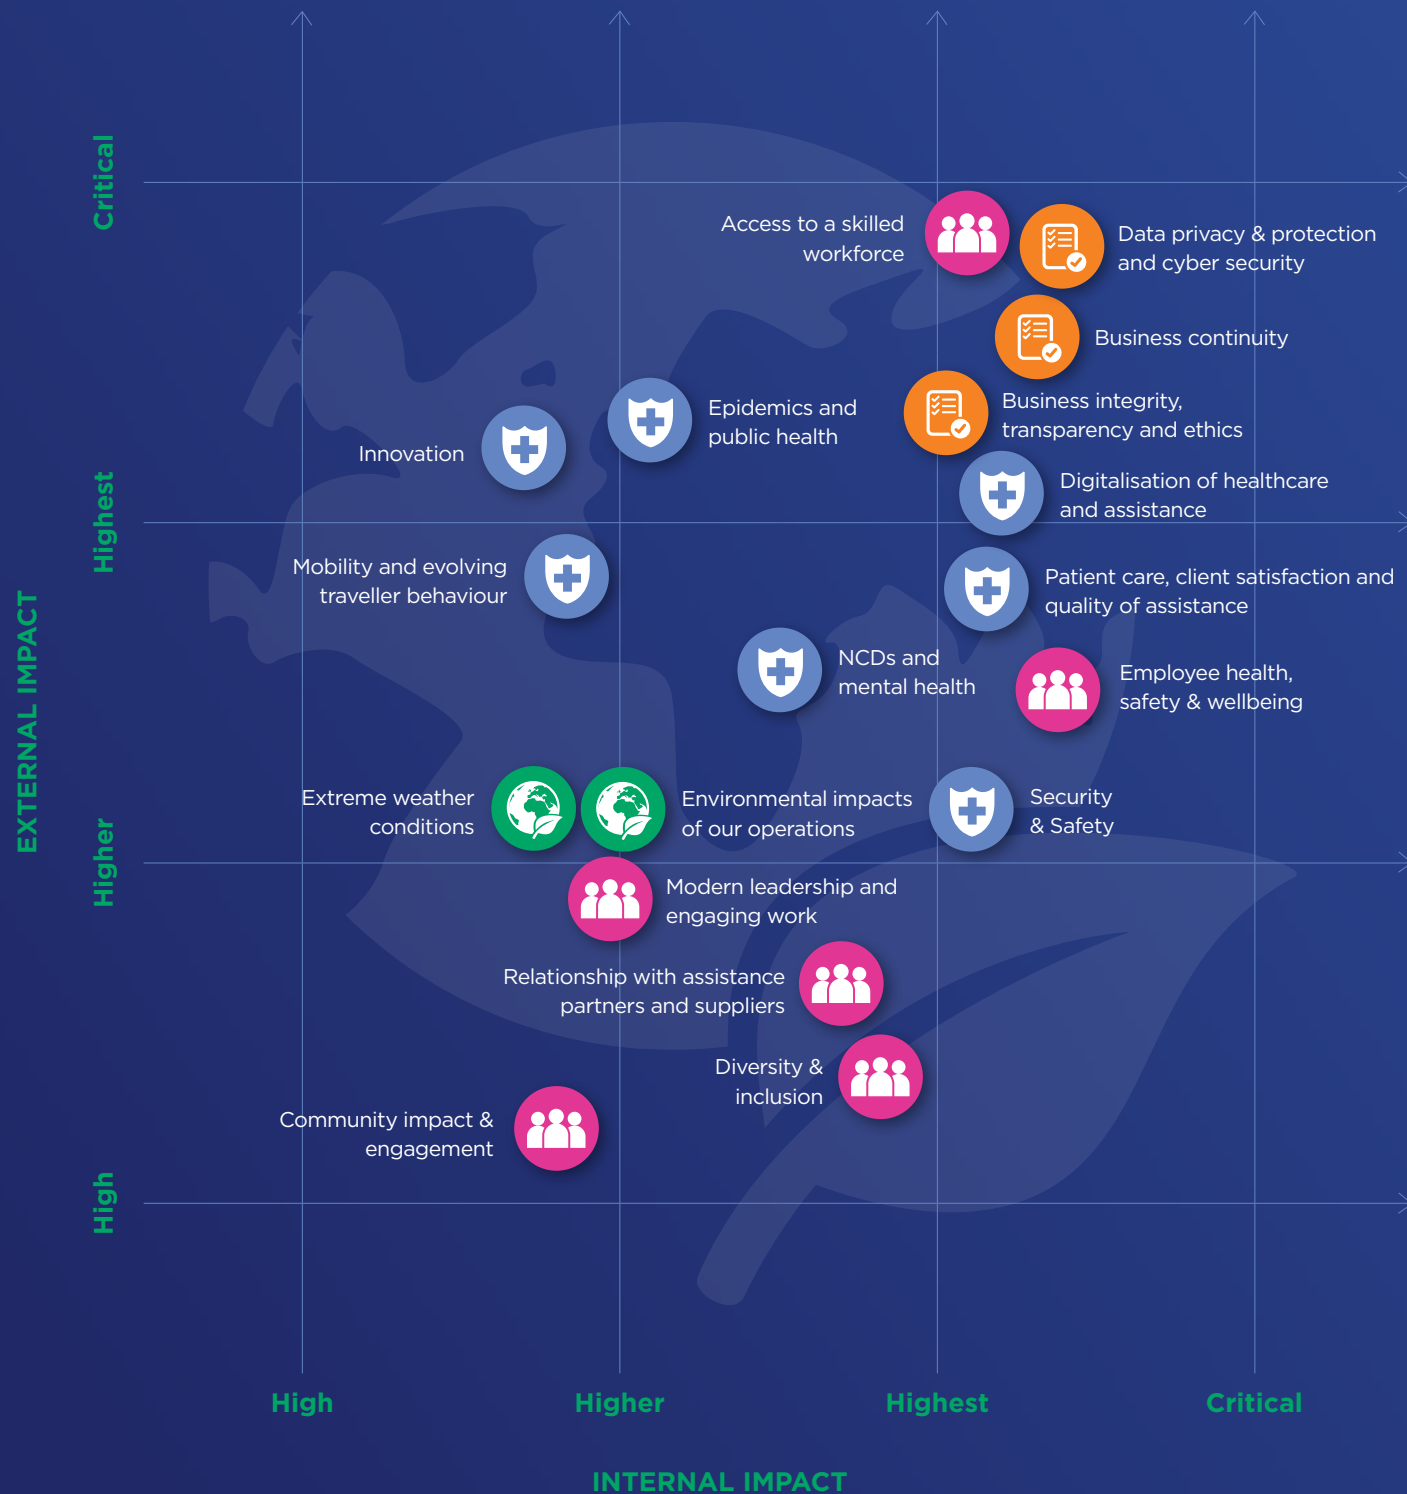 Critical
Access to a skilled
workforce
Data privacy & protection
and cyber security
Business continuity
Business integrity,
transparency and ethics
Epidemics and
public health
Innovation
Highest
Digitalisation of healthcare
and assistance
Mobility and evolving
traveller behaviour
Patient care, client satisfaction and
quality of assistance
EXTERNAL IMPACT
NCDs and
mental health
Employee health,
safety & wellbeing
Extreme weather
conditions
Environmental impacts
of our operations
Security
& Safety
Higher
Modern leadership and
engaging work
Relationship with assistance
partners and suppliers
Diversity &
inclusion
Community impact &
engagement
High
High
Higher
Highest
Critical
INTERNAL IMPACT